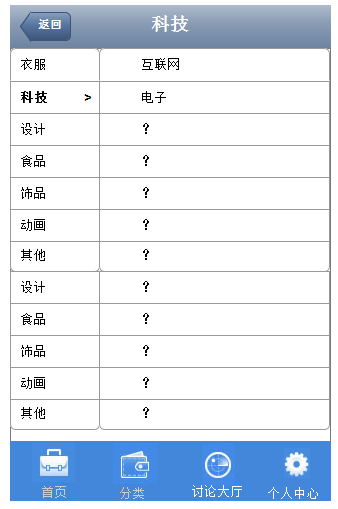 返回 科技
衣服 互联网
科技 > 电子
设计 ?
食品 ?
饰品 ?
动画 ?
其他 ?
设计 ?
食品 ?
饰品 ?
动画 ?
其他 ?
首页 分类 讨论大厅 个人中心